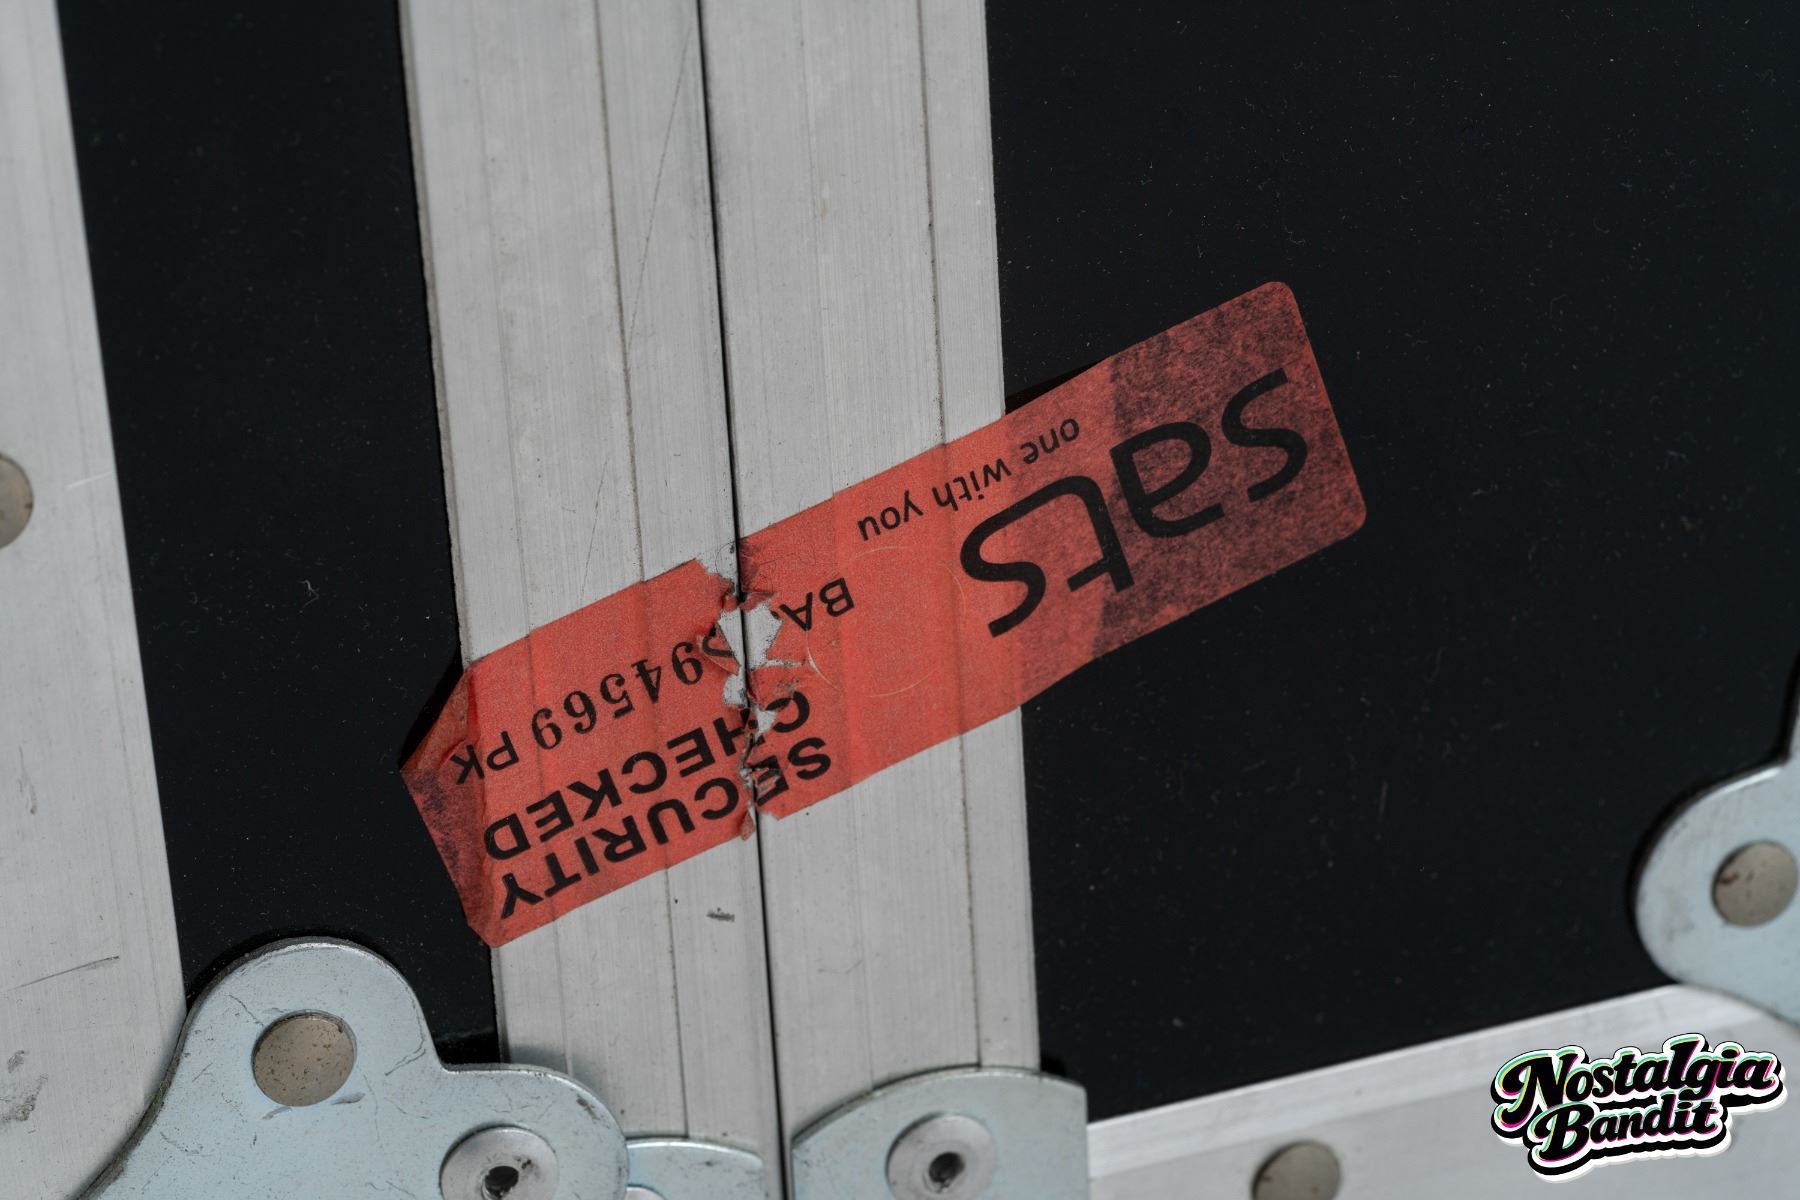 sats
one with you
BA 94569 PK
SECURITY
CHECKED
Nostalgia
Bandit